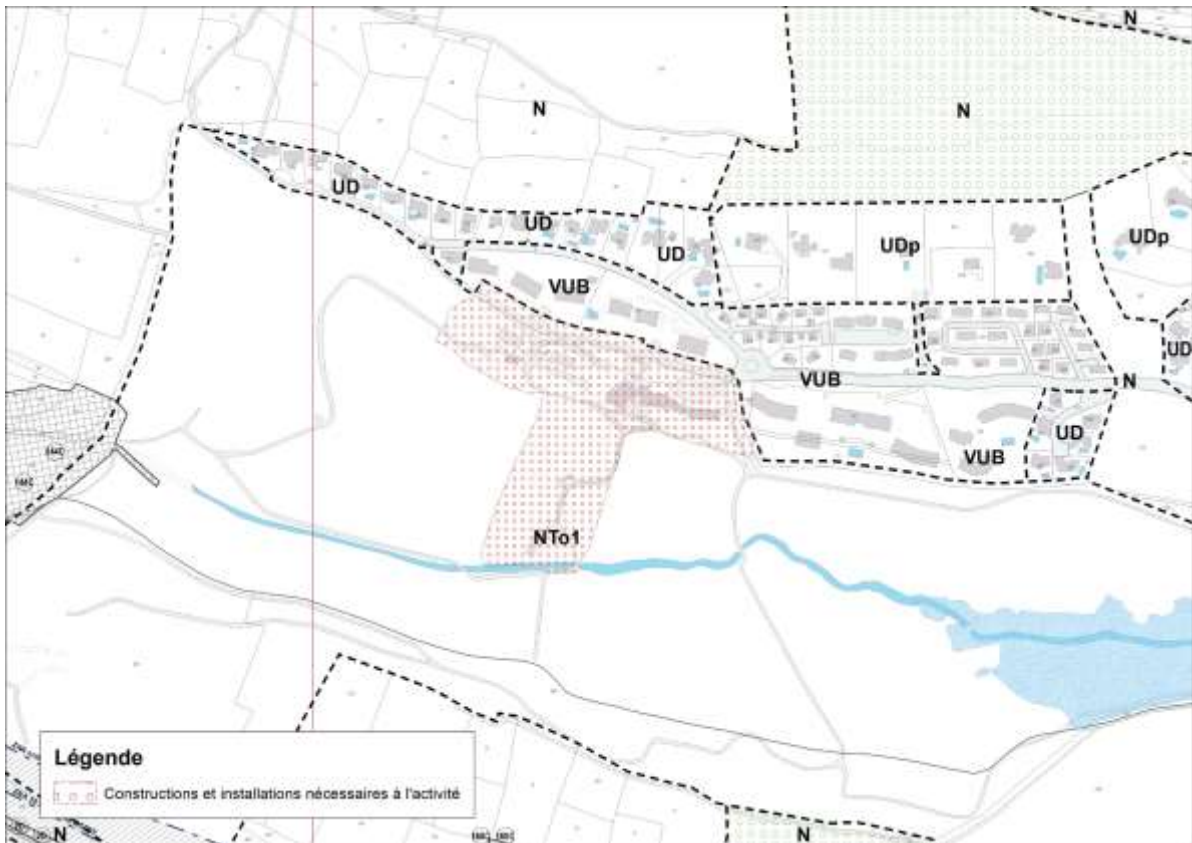 N
N
N
UD
UD
UD
UDp
UDp
UD
VUB
VUB
N
UD
VUB
NTo1
Légende
Constructions et installations nécessaires à l'activité
N
N